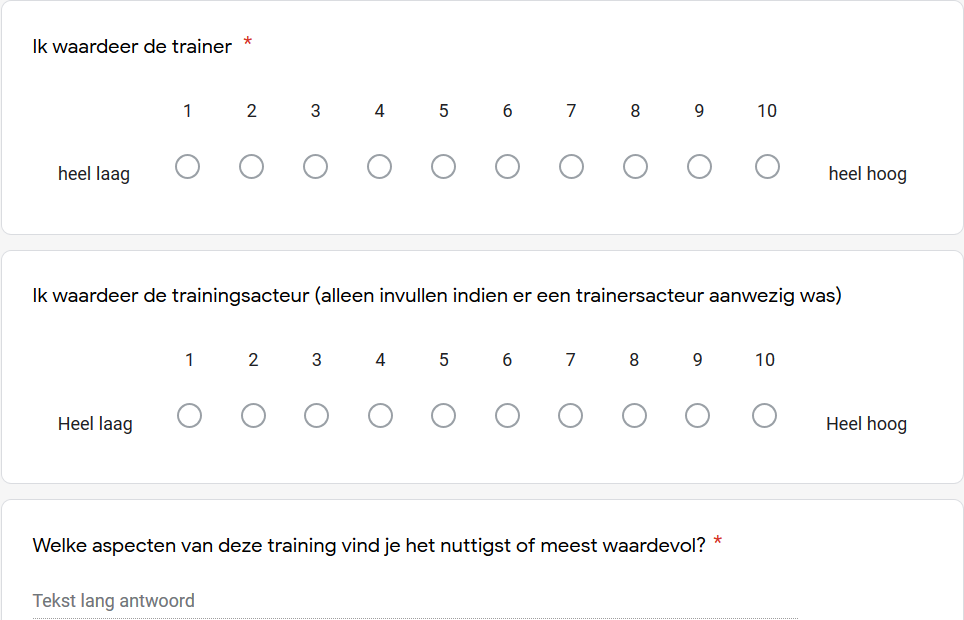 Ik waardeer de trainer *
1 2 3 4 5 6 7 8 9 10
heel laag heel hoog
Ik waardeer de trainingsacteur (alleen invullen indien er een trainersacteur aanwezig was)
1 2 3 4 5 6 7 8 9 10
Heel laag Heel hoog
Welke aspecten van deze training vind je het nuttigst of meest waardevol? *
Tekst lang antwoord